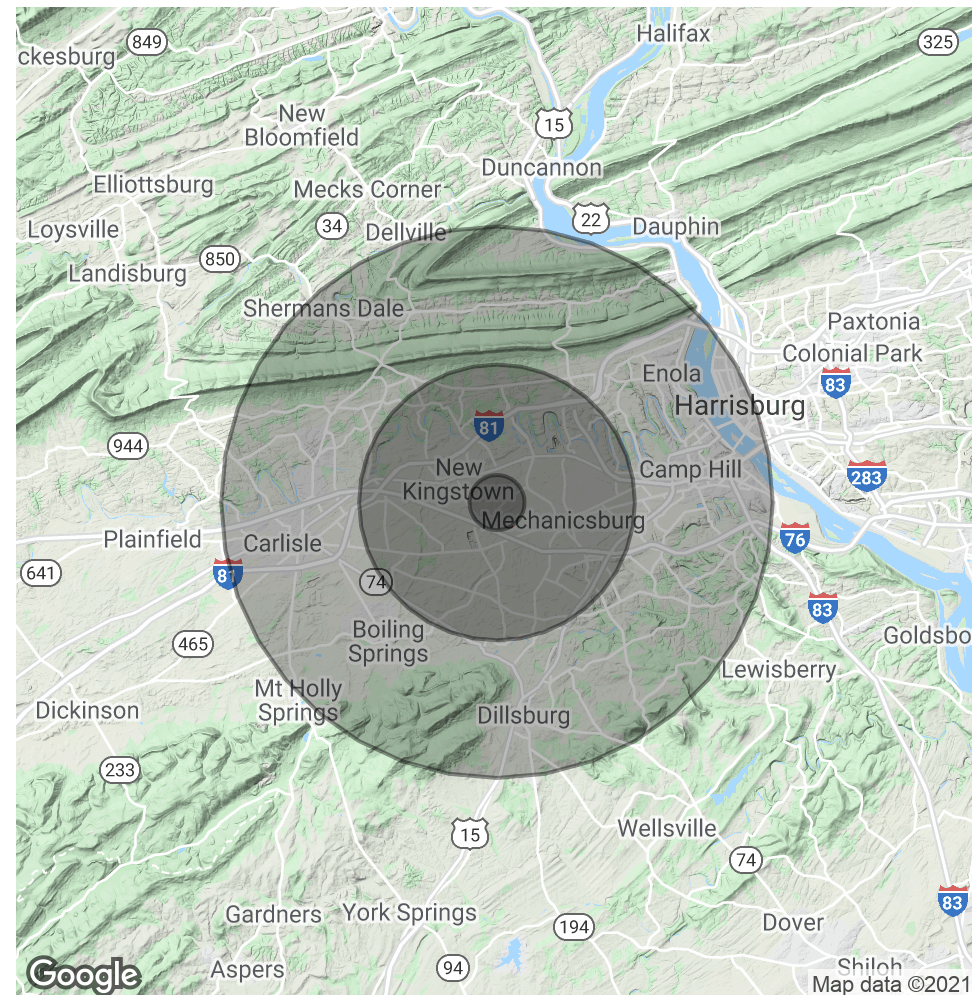 Halifax
849
325
ckesburg
New
Bloomfield
15
Duncannon
Elliottsburg
Mecks Corner
22
34
Dauphin
Loysville
Dellville
850
Landisburg
Shermans Dale
Paxtonia
Colonial Park
Enola
83
Harrisburg
81
944
New
Kingstown
Camp Hill
283
Mechanicsburg
Plainfield
Carlisle
76
641
81
74
83
465
Boiling
Springs
Goldsbo
Lewisberry
Mt Holly
Springs
Dickinson
Dillsburg
233
15
Wellsville
74
83
Gardners
York Springs
194
Dover
Aspers
94
Shiloh
Google
Map data ©2021